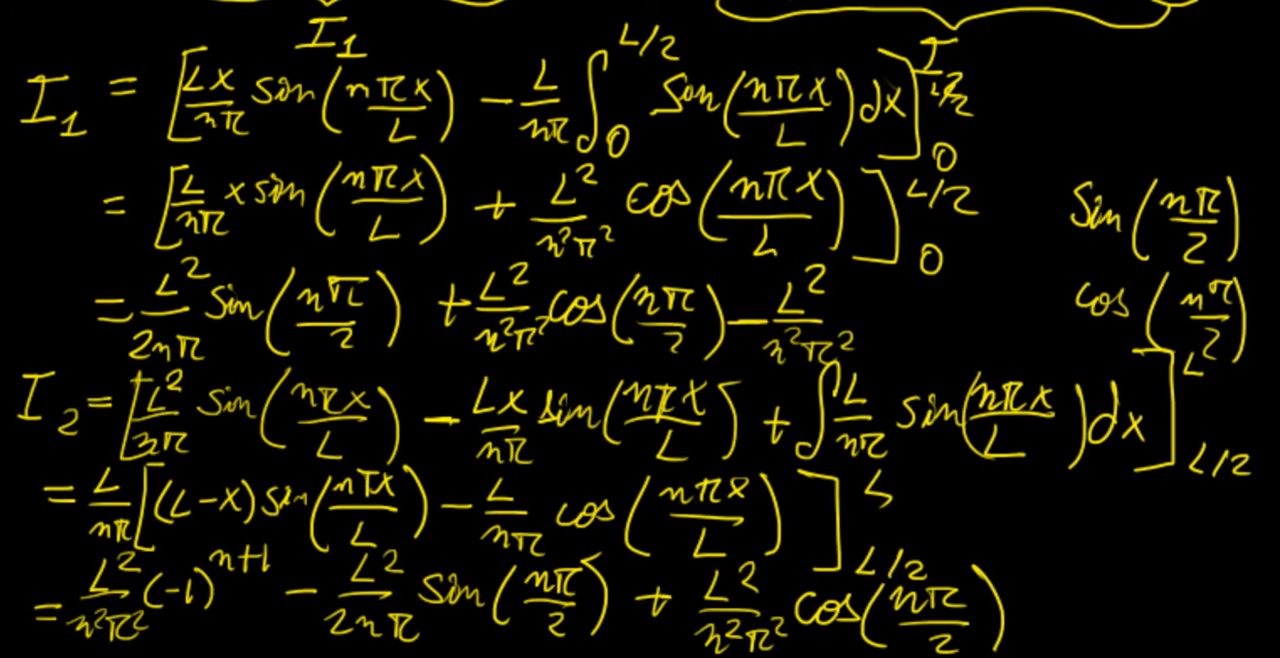 I₁ I₂
I₁ = [Lx/nπ sin(nπx/L) − L/nπ ∫₀^{L/2} Sen(nπx/L)dx]₀^{L/2}
= [L/nπ x sin(nπx/L) + L²/n²π² cos(nπx/L)]₀^{L/2} Sin(nπ/2)
= L²/2nπ Sin(nπ/2) + L²/n²π² cos(nπ/2) − L²/n²π² cos(nπ/2)
I₂ = [L²/nπ Sin(nπx/L) − Lx/nπ sin(nπx/L) + ∫ L/nπ sin(nπx/L)dx]_{L/2}^{L}
= L/nπ[(L−x)sin(nπx/L) − L/nπ cos(nπx/L)]_{L/2}^{L}
= L²/n²π² (−1)^{n+1} − L²/2nπ Sin(nπ/2) + L²/n²π² cos(nπ/2)